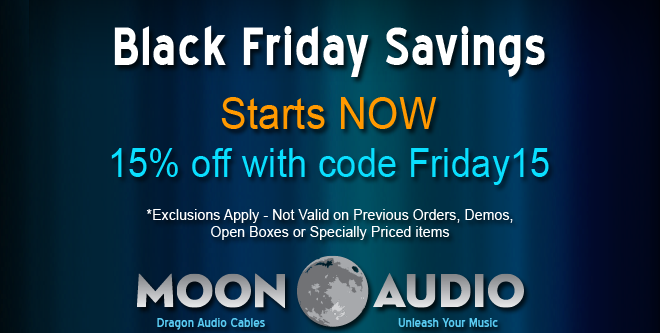 Black Friday Savings
Starts NOW
15% off with code Friday15
*Exclusions Apply - Not Valid on Previous Orders, Demos,
Open Boxes or Specially Priced items
MOON AUDIO
Dragon Audio Cables Unleash Your Music